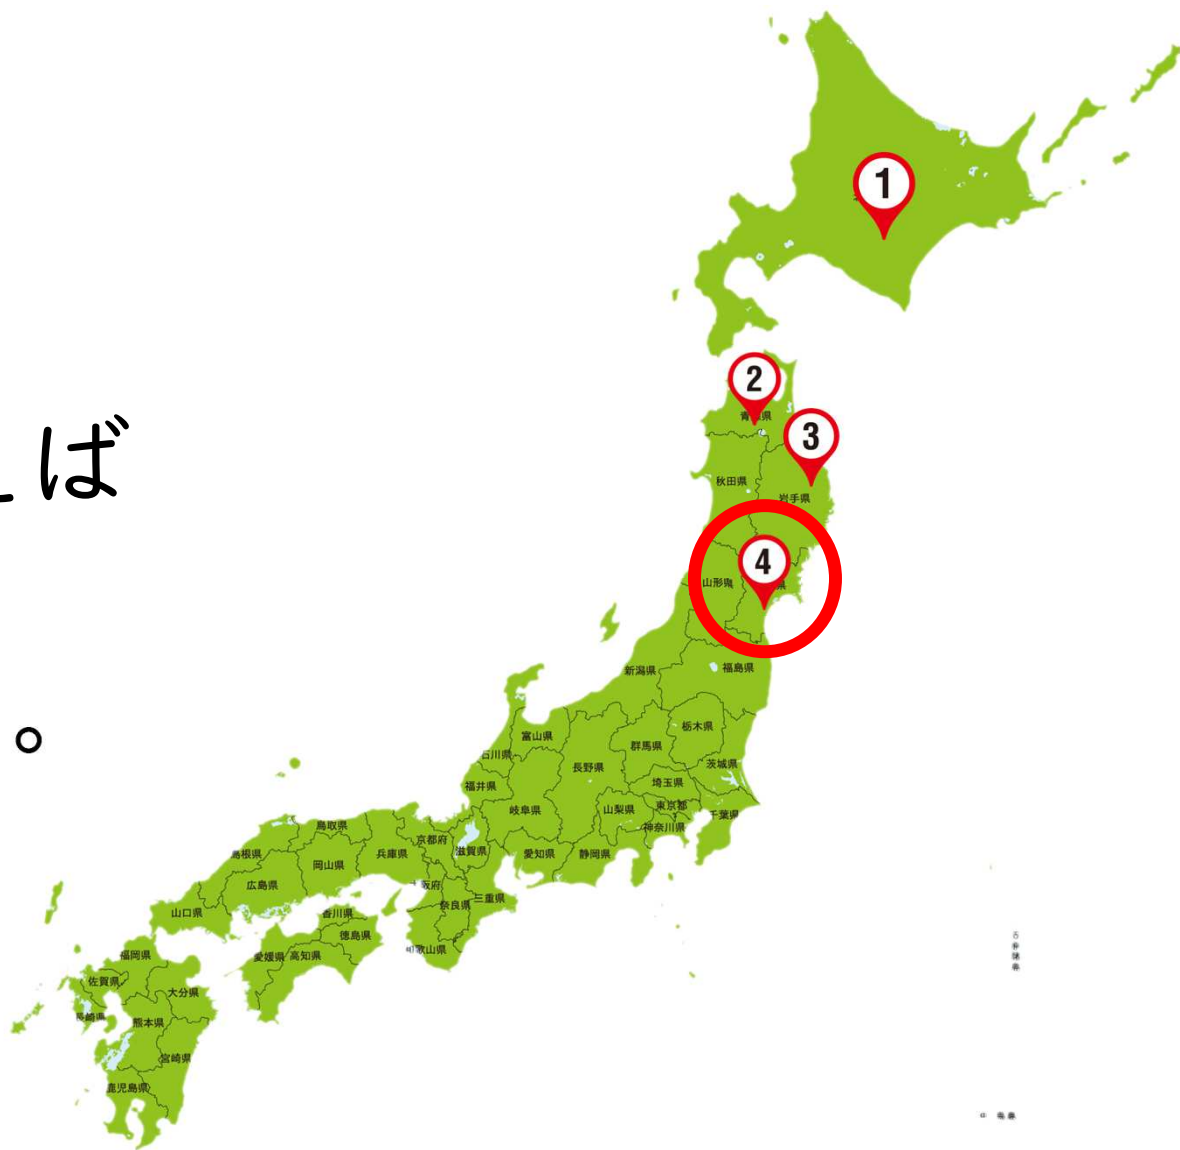 1
2
青 県
3
秋田県
岩手県
4
山形県
県
新潟県
福島県
栃木県
富山県
群馬県
石川県
長野県
茨城県
埼玉県
福井県
東京都
岐阜県
山梨県
千葉県
神奈川県
鳥取県
京都府
滋賀県
島根県
兵庫県
愛知県
静岡県
岡山県
広島県
阪府
三重県
奈良県
山口県
香川県
徳島県
歌山県
福岡県
愛媛県
高知県
佐賀県
大分県
長崎県
熊本県
宮崎県
鹿児島県
ば
。